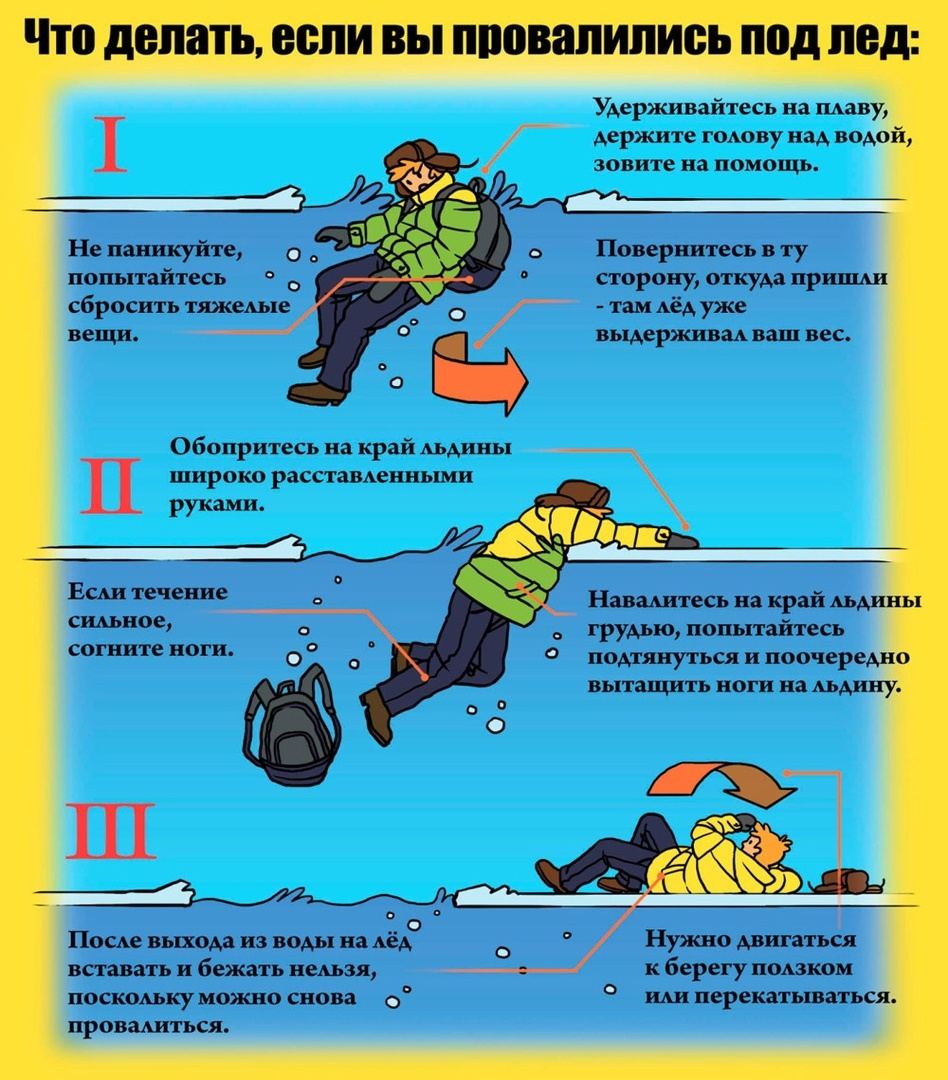 Что делать, если вы провалились под лед:
I
Удерживайтесь на плаву,
держите голову над водой,
зовите на помощь.
Не паникуйте,
попытайтесь
сбросить тяжелые
вещи.
Повернитесь в ту
сторону, откуда пришли
- там лёд уже
выдерживал ваш вес.
II
Обопритесь на край льдины
широко расставленными
руками.
Если течение
сильное,
согните ноги.
Навалитесь на край льдины
грудью, попытайтесь
подтянуться и поочередно
вытащить ноги на льдину.
III
После выхода из воды на лёд
вставать и бежать нельзя,
поскольку можно снова
провалиться.
Нужно двигаться
к берегу ползком
или перекатываться.